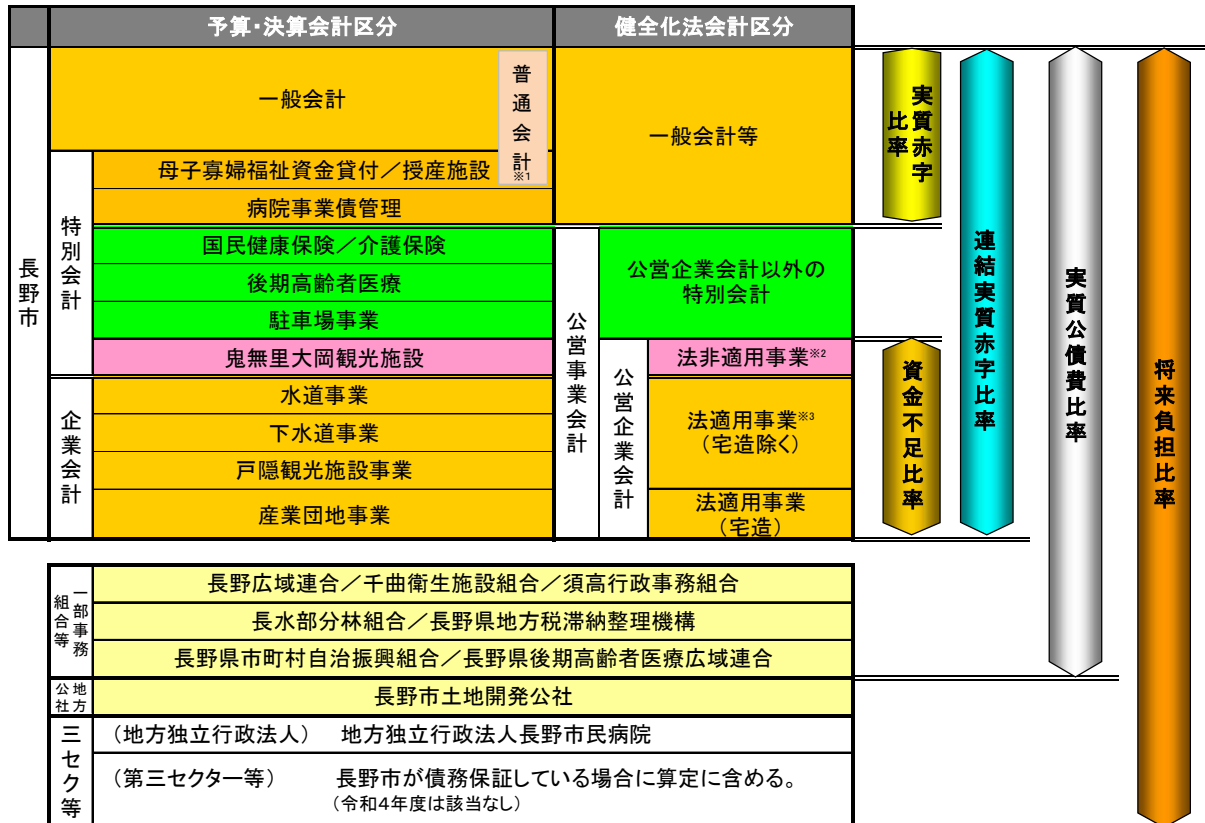 予算・決算会計区分
健全化法会計区分
長野市
一般会計
普通会計※1
一般会計等
特別会計
母子寡婦福祉資金貸付／授産施設
病院事業債管理
国民健康保険／介護保険
後期高齢者医療
駐車場事業
鬼無里大岡観光施設
公営事業会計
公営企業会計以外の
特別会計
公営企業会計
法非適用事業※2
企業会計
水道事業
下水道事業
戸隠観光施設事業
産業団地事業
法適用事業※3
（宅造除く）
法適用事業
（宅造）
実質赤字
比率
資金不足比率
連結実質赤字比率
実質公債費比率
将来負担比率
一部事務
組合等
長野広域連合／千曲衛生施設組合／須高行政事務組合
長水部分林組合／長野県地方税滞納整理機構
長野県市町村自治振興組合／長野県後期高齢者医療広域連合
地方
公社
長野市土地開発公社
三セク等
（地方独立行政法人）　地方独立行政法人長野市民病院
（第三セクター等）　長野市が債務保証している場合に算定に含める。
（令和4年度は該当なし）